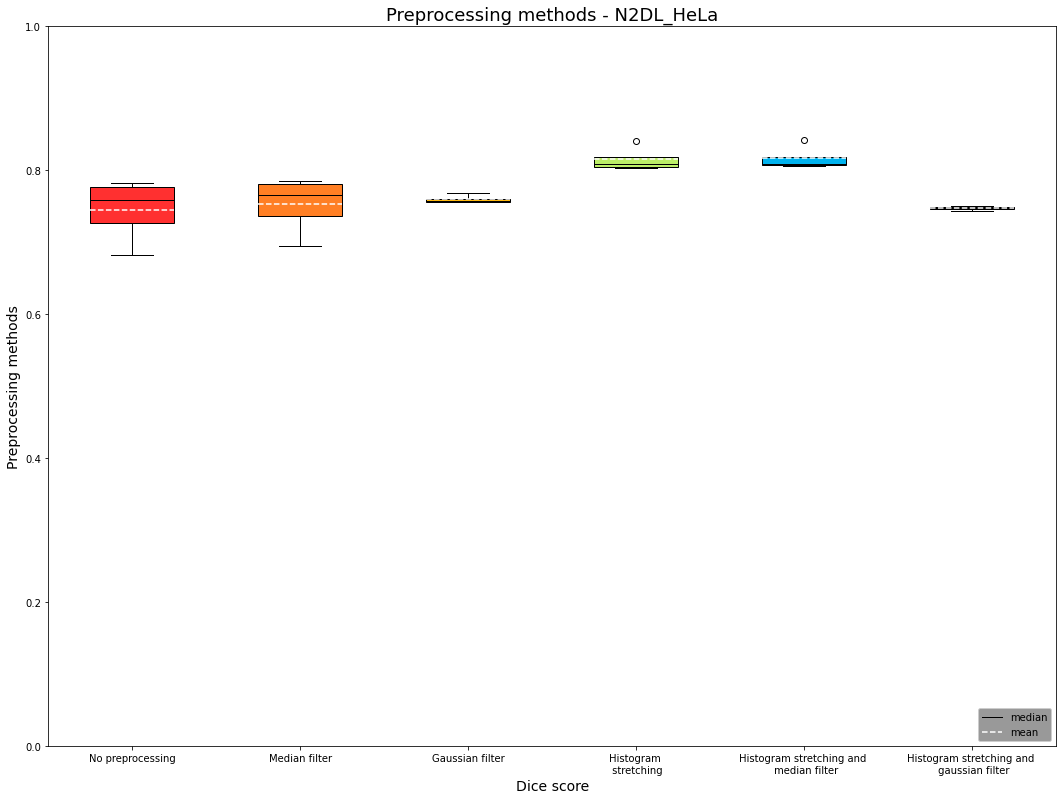 Preprocessing methods - N2DL_HeLa
1.0
0.8
0.6
0.4
0.2
0.0
Preprocessing methods
median
mean
No preprocessing
Median filter
Gaussian filter
Histogram
stretching
Histogram stretching and
median filter
Histogram stretching and
gaussian filter
Dice score